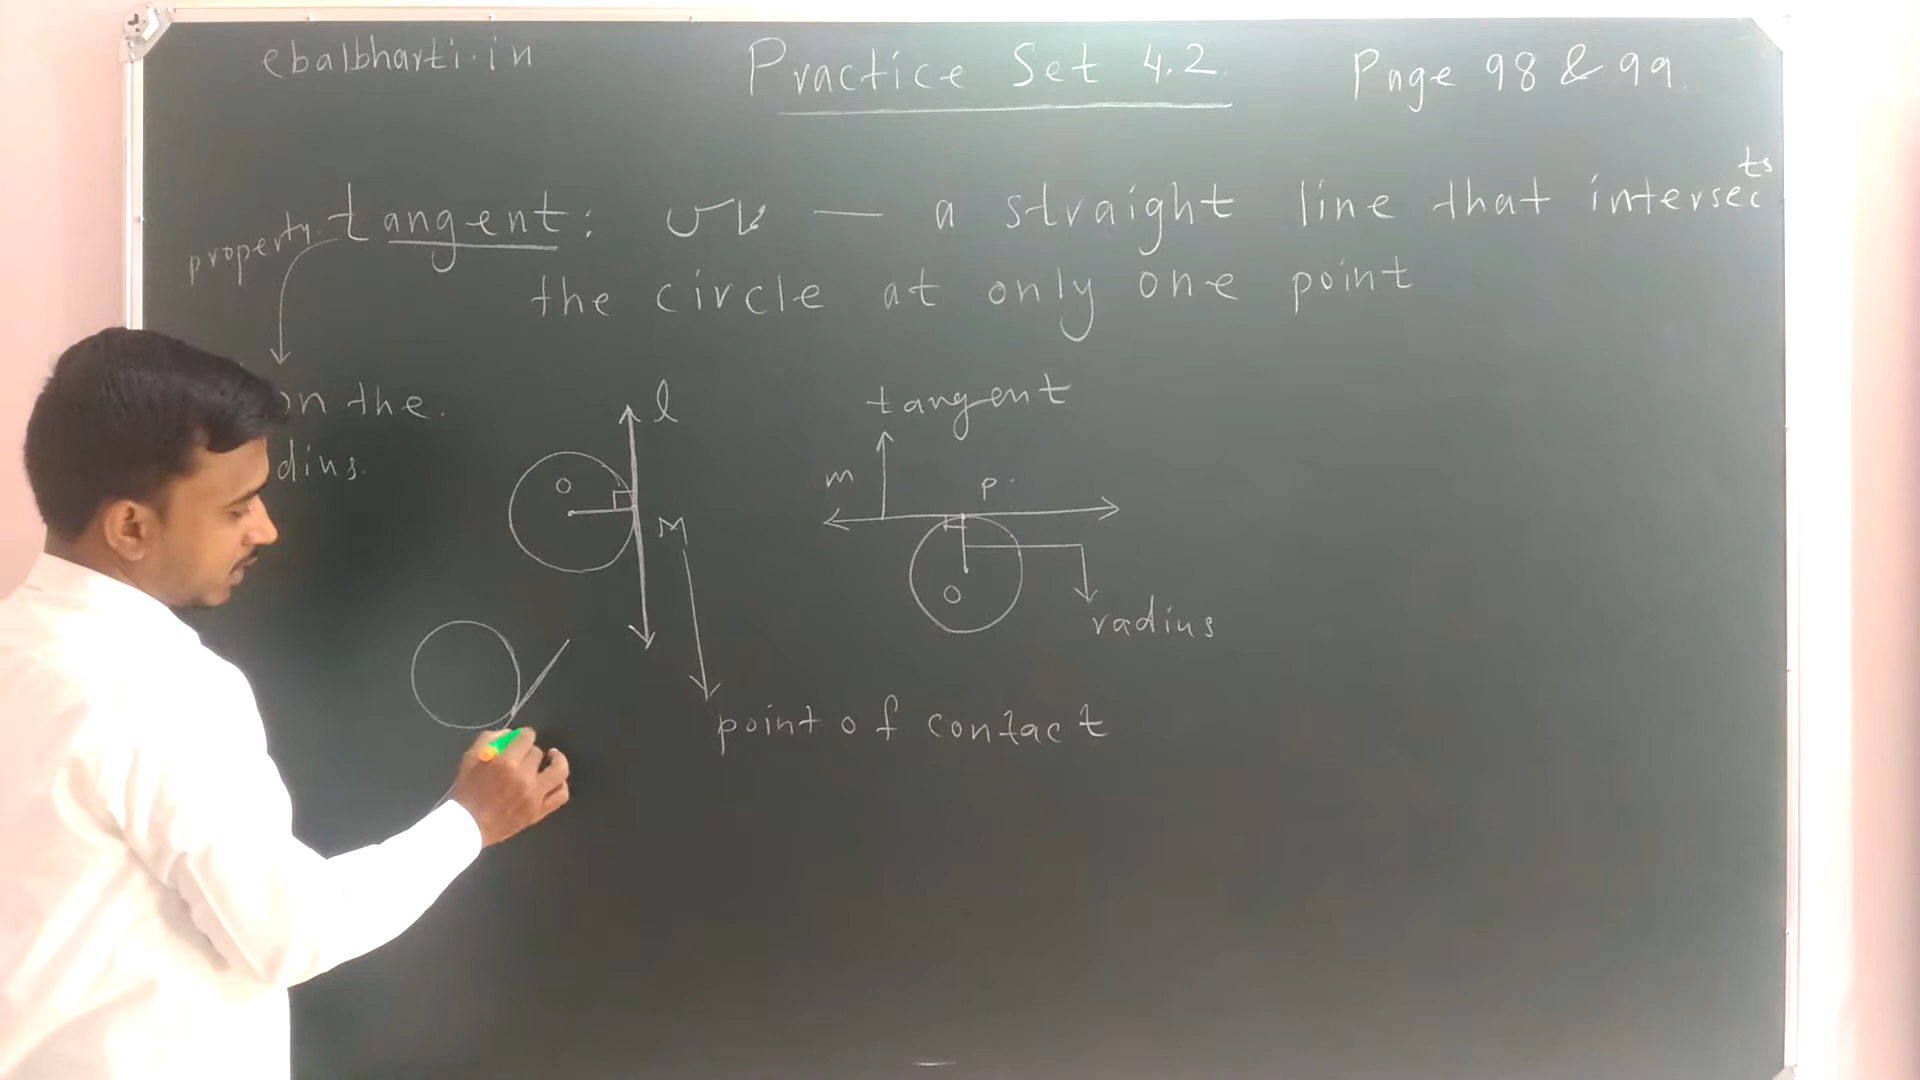 ebalbharti.in
Practice Set 4.2
Page 98 & 99.
property
tangent: — a straight line that intersects
the circle at only one point
on the.
dius.
l
O
M
tangent
m
P
O
radius
point of contact